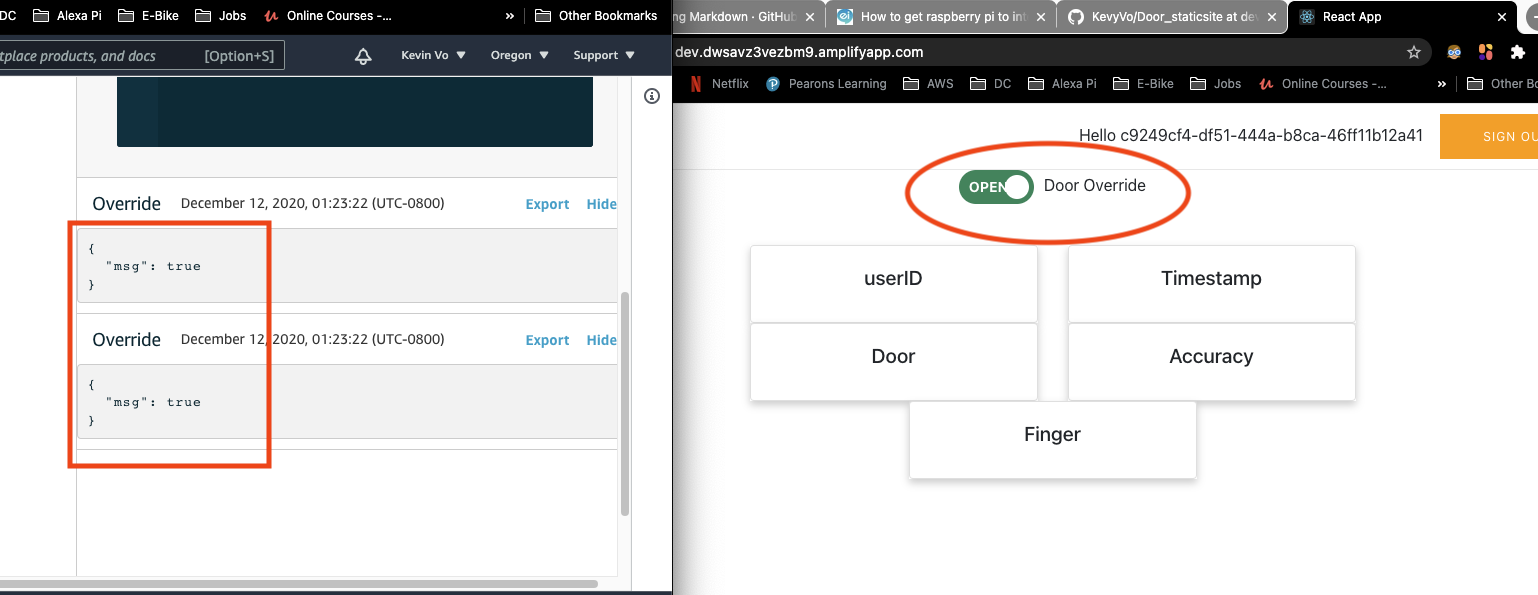 DC Alexa Pi E-Bike Jobs Online Courses -... » Other Bookmarks
tplace products, and docs [Option+S] Kevin Vo Oregon Support
Override December 12, 2020, 01:23:22 (UTC-0800) Export Hide
{
"msg": true
}
Override December 12, 2020, 01:23:22 (UTC-0800) Export Hide
{
"msg": true
}
ng Markdown · GitHub How to get raspberry pi to int KevyVo/Door_staticsite at dev React App
dev.dwsavz3vezbm9.amplifyapp.com
Netflix Pearons Learning AWS DC Alexa Pi E-Bike Jobs Online Courses -... » Other Bo
Hello c9249cf4-df51-444a-b8ca-46ff11b12a41 SIGN OU
OPEN Door Override
userID Timestamp
Door Accuracy
Finger